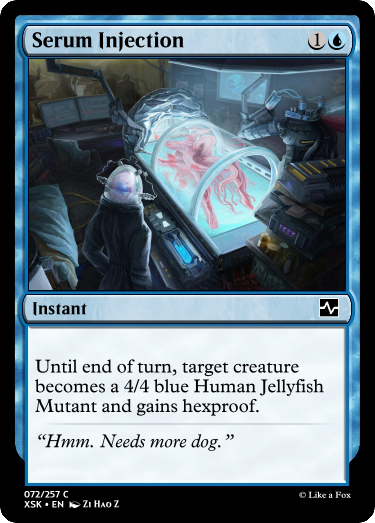 Serum Injection 1
Instant
Until end of turn, target creature
becomes a 4/4 blue Human Jellyfish
Mutant and gains hexproof.
“Hmm. Needs more dog.”
072/257 C
XSK • EN Zi Hao Z
© Like a Fox